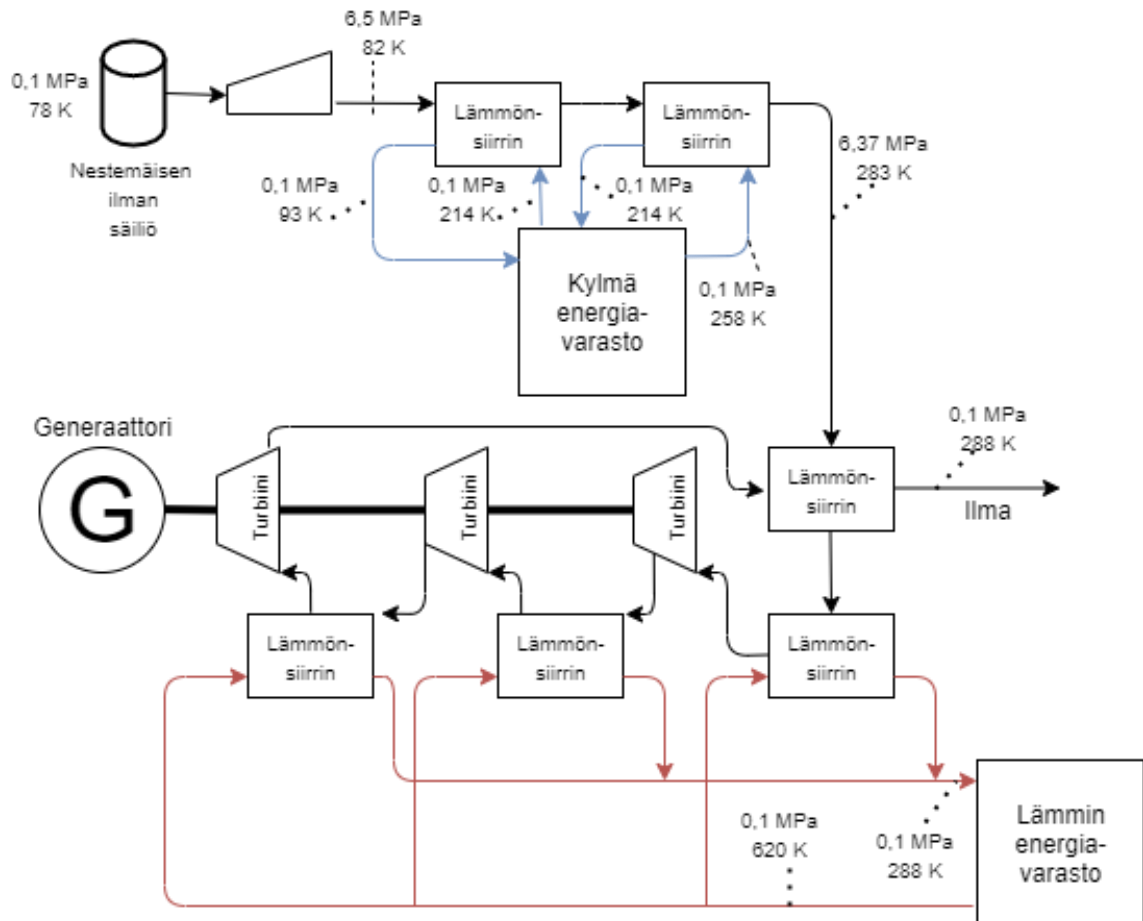 6,5 MPa
82 K
0,1 MPa
78 K
Nestemäisen
ilman
säiliö
Lämmön-
siirrin
Lämmön-
siirrin
6,37 MPa
283 K
0,1 MPa
93 K
0,1 MPa
214 K
0,1 MPa
214 K
Kylmä
energia-
varasto
0,1 MPa
258 K
Generaattori
G
Turbiini
Turbiini
Turbiini
Lämmön-
siirrin
0,1 MPa
288 K
Ilma
Lämmön-
siirrin
Lämmön-
siirrin
Lämmön-
siirrin
0,1 MPa
620 K
0,1 MPa
288 K
Lämmin
energia-
varasto